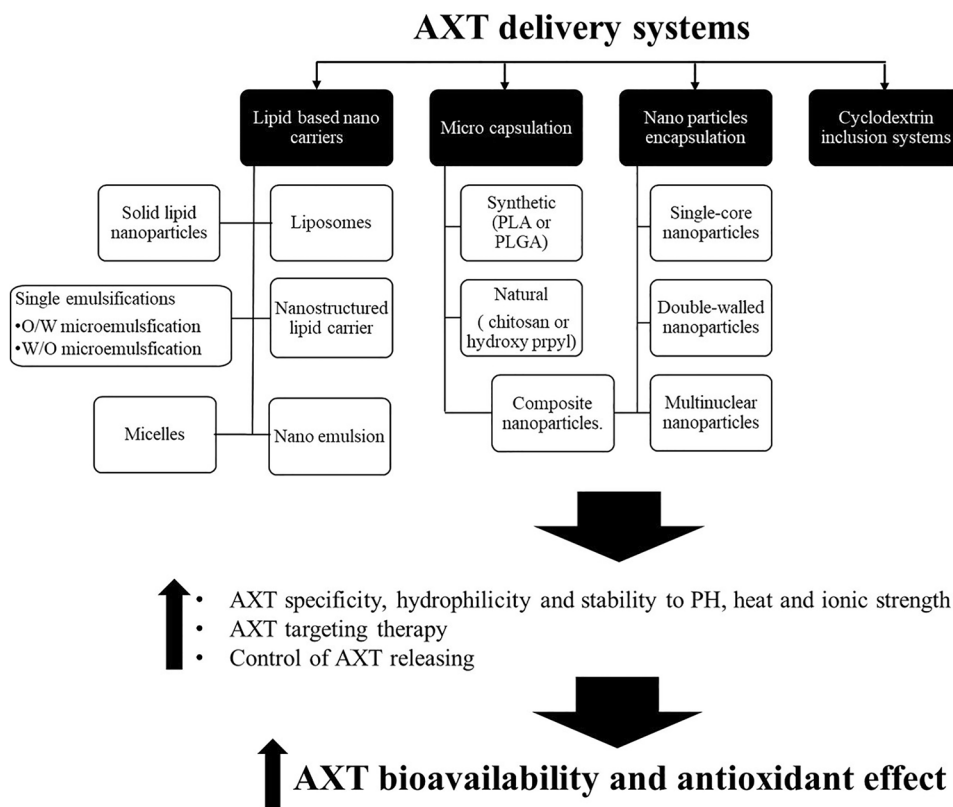 AXT delivery systems
Lipid based nano
carriers
Micro capsulation
Nano particles
encapsulation
Cyclodextrin
inclusion systems
Solid lipid
nanoparticles
Liposomes
Synthetic
(PLA or
PLGA)
Single-core
nanoparticles
Single emulsifications
•O/W microemulsfication
•W/O microemulsfication
Nanostructured
lipid carrier
Natural
( chitosan or
hydroxy prpyl)
Double-walled
nanoparticles
Micelles
Nano emulsion
Composite
nanoparticles.
Multinuclear
nanoparticles
• AXT specificity, hydrophilicity and stability to PH, heat and ionic strength
• AXT targeting therapy
• Control of AXT releasing
AXT bioavailability and antioxidant effect